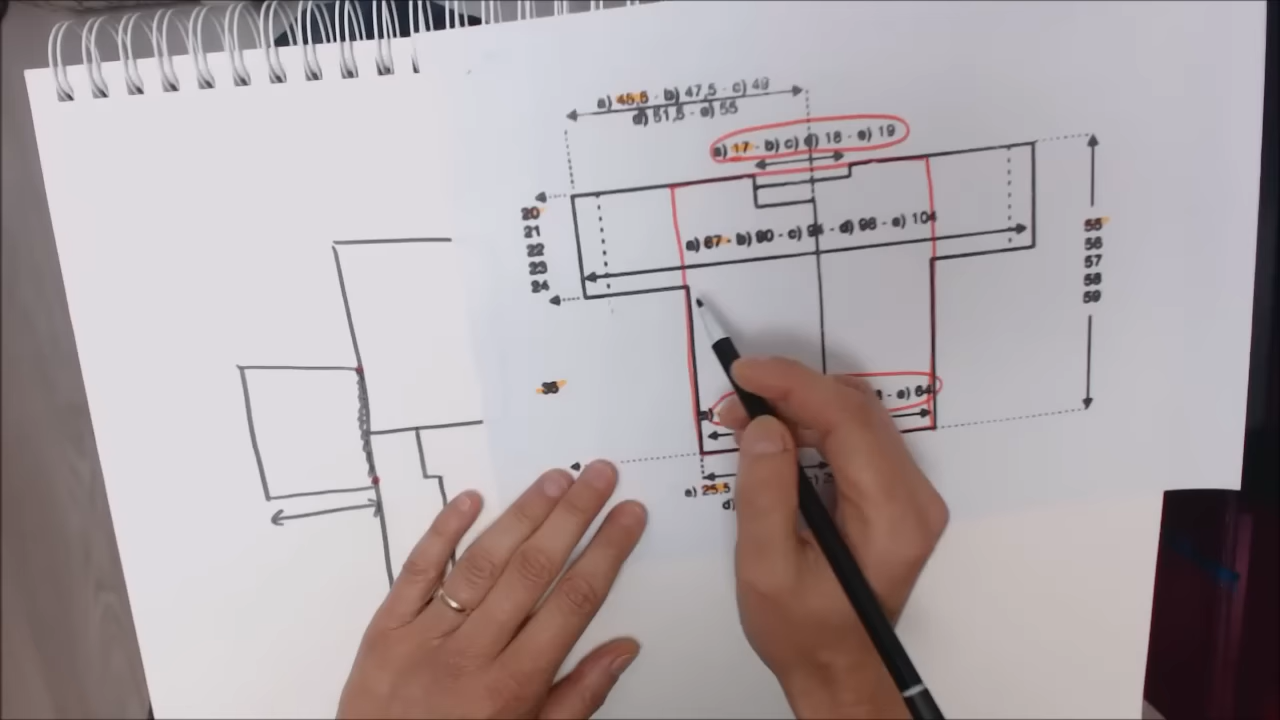 a) 45,5 - b) 47,5 - c) 49
d) 51,5 - e) 55
a) 17 - b) c) d) 18 - e) 19
20
21
22
23
24
a) 87 - b) 90 - c) 94 - d) 98 - e) 104
55
56
57
58
59
35
a)
- e) 64
a) 25,5
d)